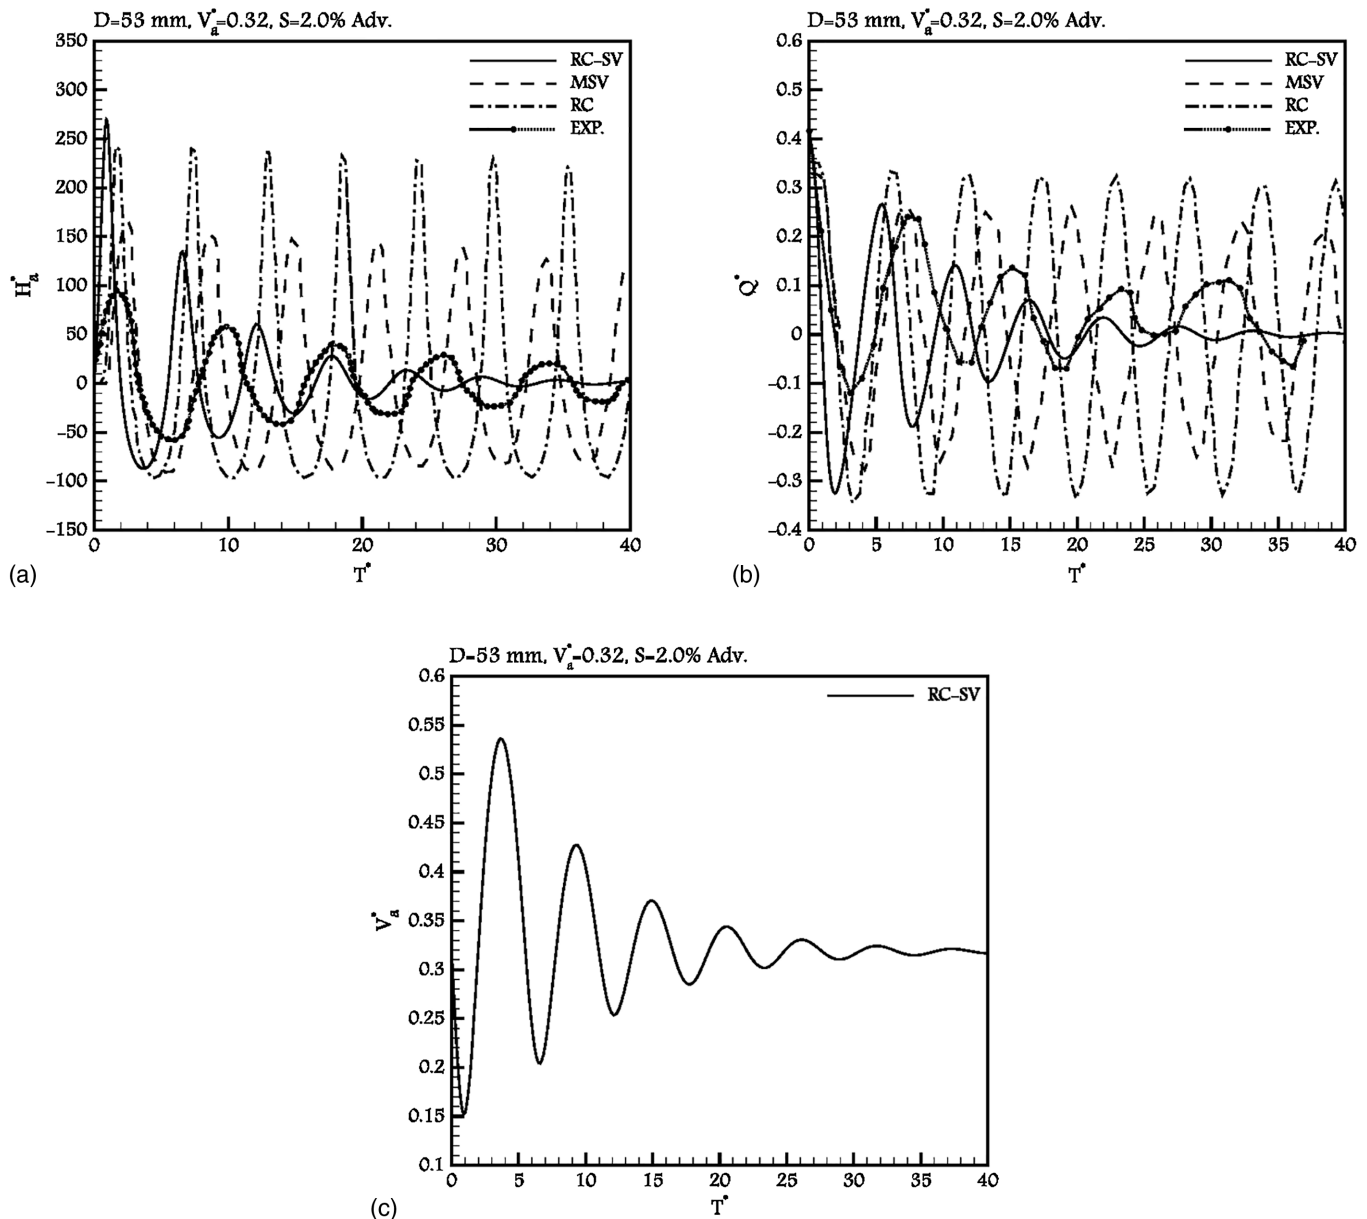 D=53 mm, V*a=0.32, S=2.0% Adv.
350
300
250
200
150
100
50
0
−50
−100
−150
H*a
0
10
20
30
40
T*
RC−SV
MSV
RC
EXP.
(a)
D=53 mm, V*a=0.32, S=2.0% Adv.
0.6
0.5
0.4
0.3
0.2
0.1
0
−0.1
−0.2
−0.3
−0.4
Q*
0
5
10
15
20
25
30
35
40
T*
RC−SV
MSV
RC
EXP.
(b)
D=53 mm, V*a=0.32, S=2.0% Adv.
0.6
0.55
0.5
0.45
0.4
0.35
0.3
0.25
0.2
0.15
0.1
V*a
0
5
10
15
20
25
30
35
40
T*
RC−SV
(c)